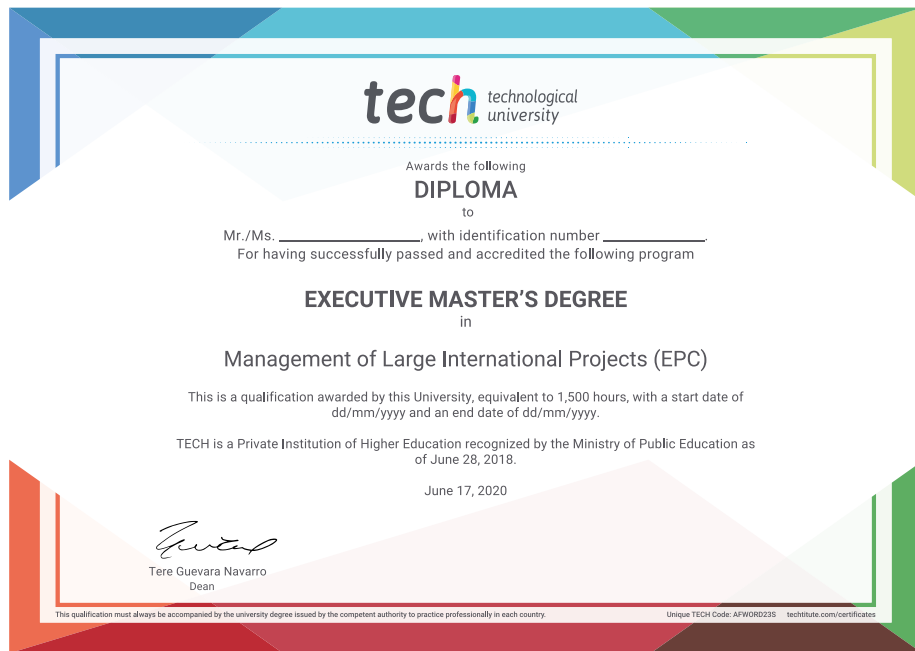 tech technological
university
Awards the following
DIPLOMA
to
Mr./Ms. ____________________, with identification number ______________.
For having successfully passed and accredited the following program
EXECUTIVE MASTER'S DEGREE
in
Management of Large International Projects (EPC)
This is a qualification awarded by this University, equivalent to 1,500 hours, with a start date of
dd/mm/yyyy and an end date of dd/mm/yyyy.
TECH is a Private Institution of Higher Education recognized by the Ministry of Public Education as
of June 28, 2018.
June 17, 2020
Tere Guevara Navarro
Dean
This qualification must always be accompanied by the university degree issued by the competent authority to practice professionally in each country. Unique TECH Code: AFWORD23S techtitute.com/certificates